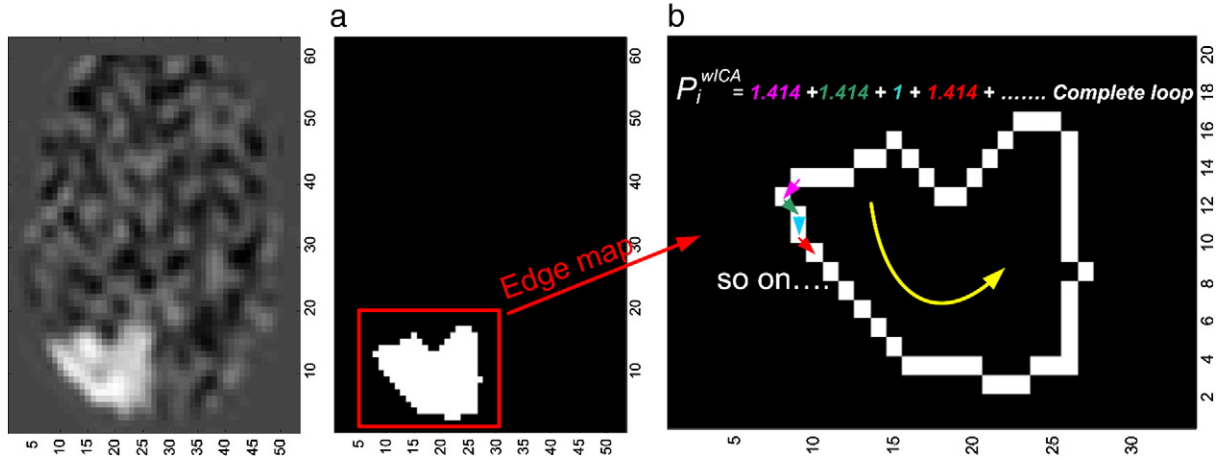 a
b
5 10 15 20 25 30 35 40 45 50
10 20 30 40 50 60
5 10 15 20 25 30 35 40 45 50
10 20 30 40 50 60
Edge map
P_i^wICA = 1.414 +1.414 + 1 + 1.414 + ....... Complete loop
so on....
5 10 15 20 25 30
2 4 6 8 10 12 14 16 18 20